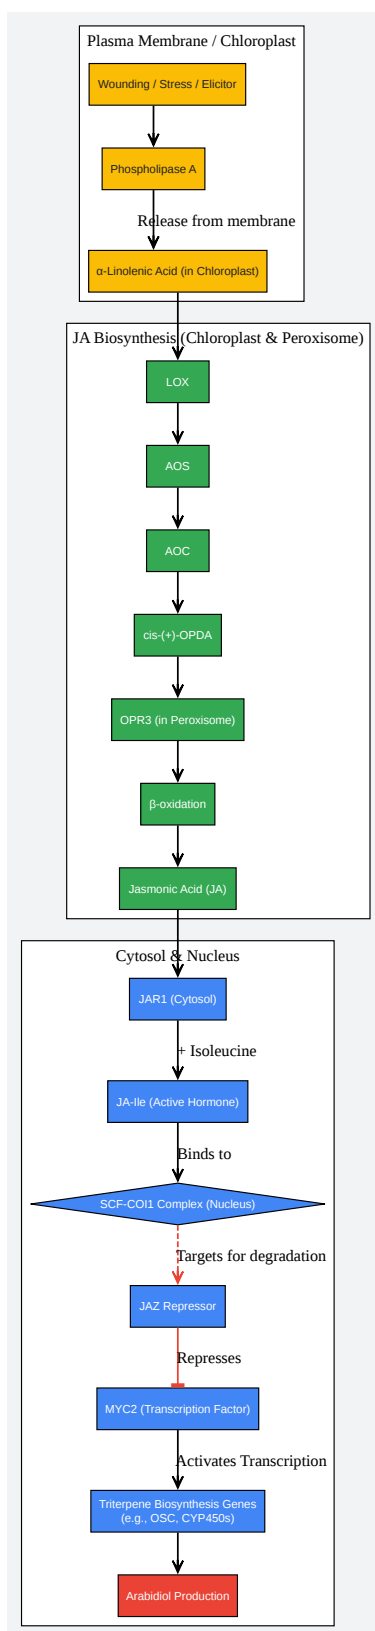 Plasma Membrane / Chloroplast
Wounding / Stress / Elicitor
Phospholipase A
Release from membrane
α-Linolenic Acid (in Chloroplast)
JA Biosynthesis (Chloroplast & Peroxisome)
LOX
AOS
AOC
cis-(+)-OPDA
OPR3 (in Peroxisome)
β-oxidation
Jasmonic Acid (JA)
Cytosol & Nucleus
JAR1 (Cytosol)
+ Isoleucine
JA-Ile (Active Hormone)
Binds to
SCF-COI1 Complex (Nucleus)
Targets for degradation
JAZ Repressor
Represses
MYC2 (Transcription Factor)
Activates Transcription
Triterpene Biosynthesis Genes
(e.g., OSC, CYP450s)
Arabidiol Production